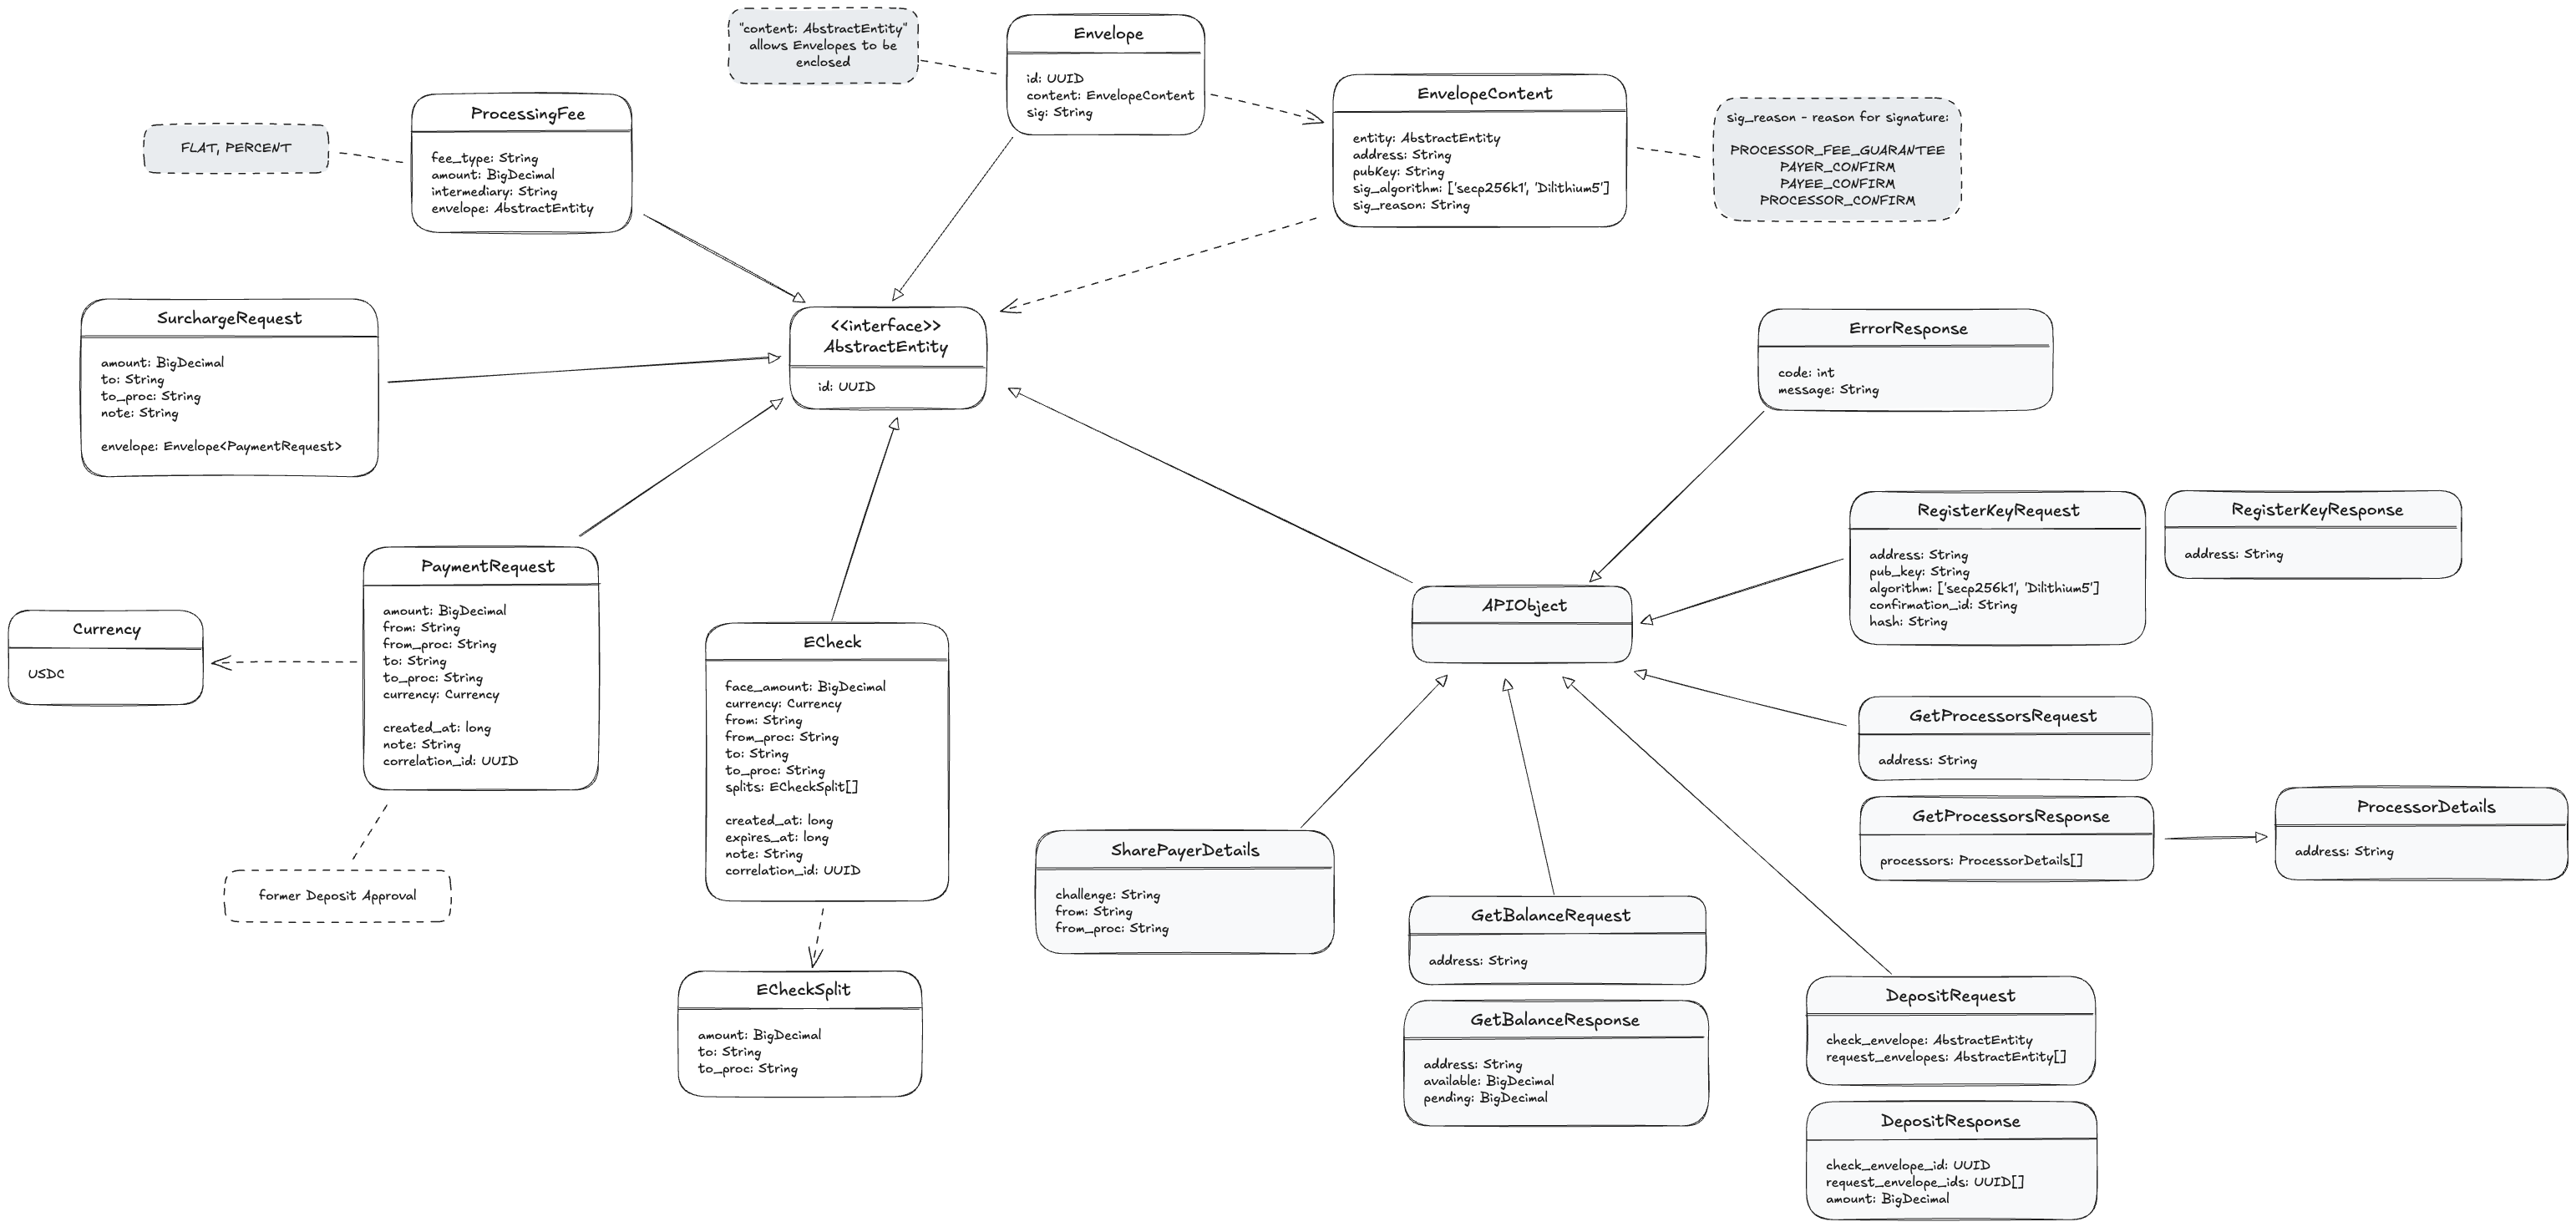 "content: AbstractEntity"
allows Envelopes to be
enclosed
Envelope
id: UUID
content: EnvelopeContent
sig: String
EnvelopeContent
entity: AbstractEntity
address: String
pubKey: String
sig_algorithm: ['secp256k1', 'Dilithium5']
sig_reason: String
sig_reason - reason for signature:
PROCESSOR_FEE_GUARANTEE
PAYER_CONFIRM
PAYEE_CONFIRM
PROCESSOR_CONFIRM
FLAT, PERCENT
ProcessingFee
fee_type: String
amount: BigDecimal
intermediary: String
envelope: AbstractEntity
SurchargeRequest
amount: BigDecimal
to: String
to_proc: String
note: String
envelope: Envelope<PaymentRequest>
<<interface>>
AbstractEntity
id: UUID
ErrorResponse
code: int
message: String
PaymentRequest
amount: BigDecimal
from: String
from_proc: String
to: String
to_proc: String
currency: Currency
created_at: long
note: String
correlation_id: UUID
Currency
USDC
former Deposit Approval
ECheck
face_amount: BigDecimal
currency: Currency
from: String
from_proc: String
to: String
to_proc: String
splits: ECheckSplit[]
created_at: long
expires_at: long
note: String
correlation_id: UUID
ECheckSplit
amount: BigDecimal
to: String
to_proc: String
APIObject
RegisterKeyRequest
address: String
pub_key: String
algorithm: ['secp256k1', 'Dilithium5']
confirmation_id: String
hash: String
RegisterKeyResponse
address: String
GetProcessorsRequest
address: String
GetProcessorsResponse
processors: ProcessorDetails[]
ProcessorDetails
address: String
SharePayerDetails
challenge: String
from: String
from_proc: String
GetBalanceRequest
address: String
GetBalanceResponse
address: String
available: BigDecimal
pending: BigDecimal
DepositRequest
check_envelope: AbstractEntity
request_envelopes: AbstractEntity[]
DepositResponse
check_envelope_id: UUID
request_envelope_ids: UUID[]
amount: BigDecimal